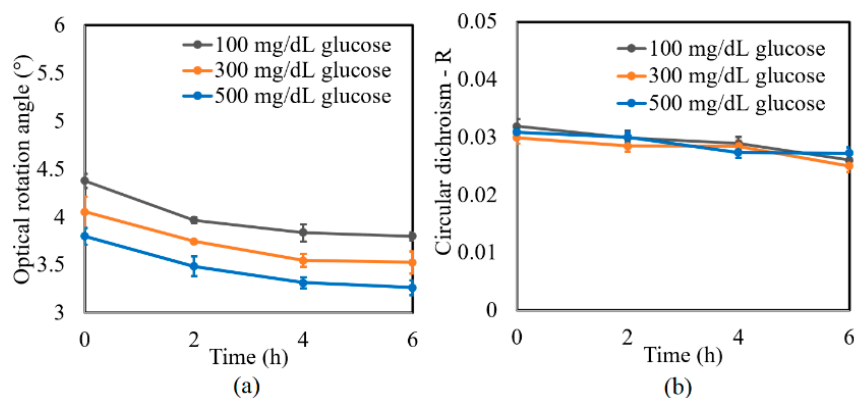 Optical rotation angle (°)
6
5.5
5
4.5
4
3.5
3
100 mg/dL glucose
300 mg/dL glucose
500 mg/dL glucose
0 2 4 6
Time (h)
(a)
Circular dichroism - R
0.05
0.04
0.03
0.02
0.01
0
100 mg/dL glucose
300 mg/dL glucose
500 mg/dL glucose
0 2 4 6
Time (h)
(b)